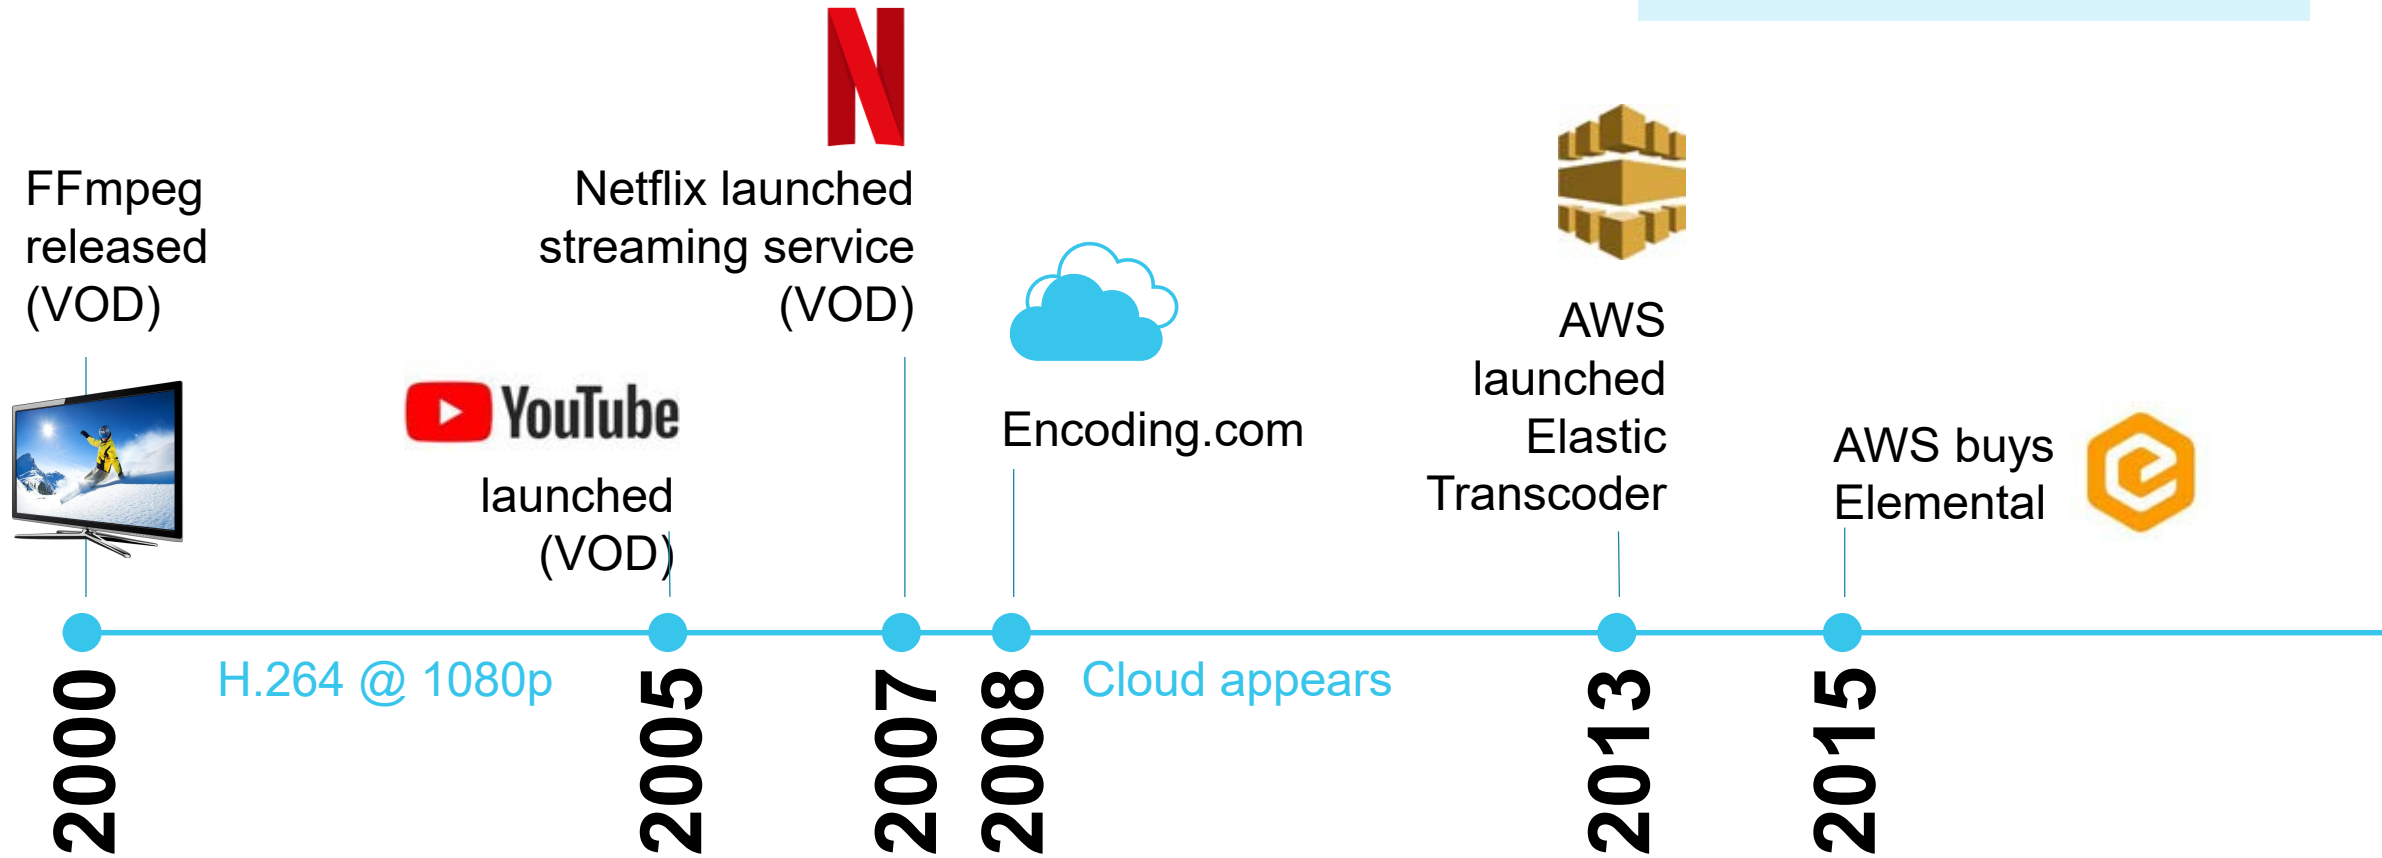 FFmpeg
released
(VOD)
YouTube
launched
(VOD)
Netflix launched
streaming service
(VOD)
Encoding.com
AWS
launched
Elastic
Transcoder
AWS buys
Elemental
H.264 @ 1080p
Cloud appears
2000
2005
2007
2008
2013
2015